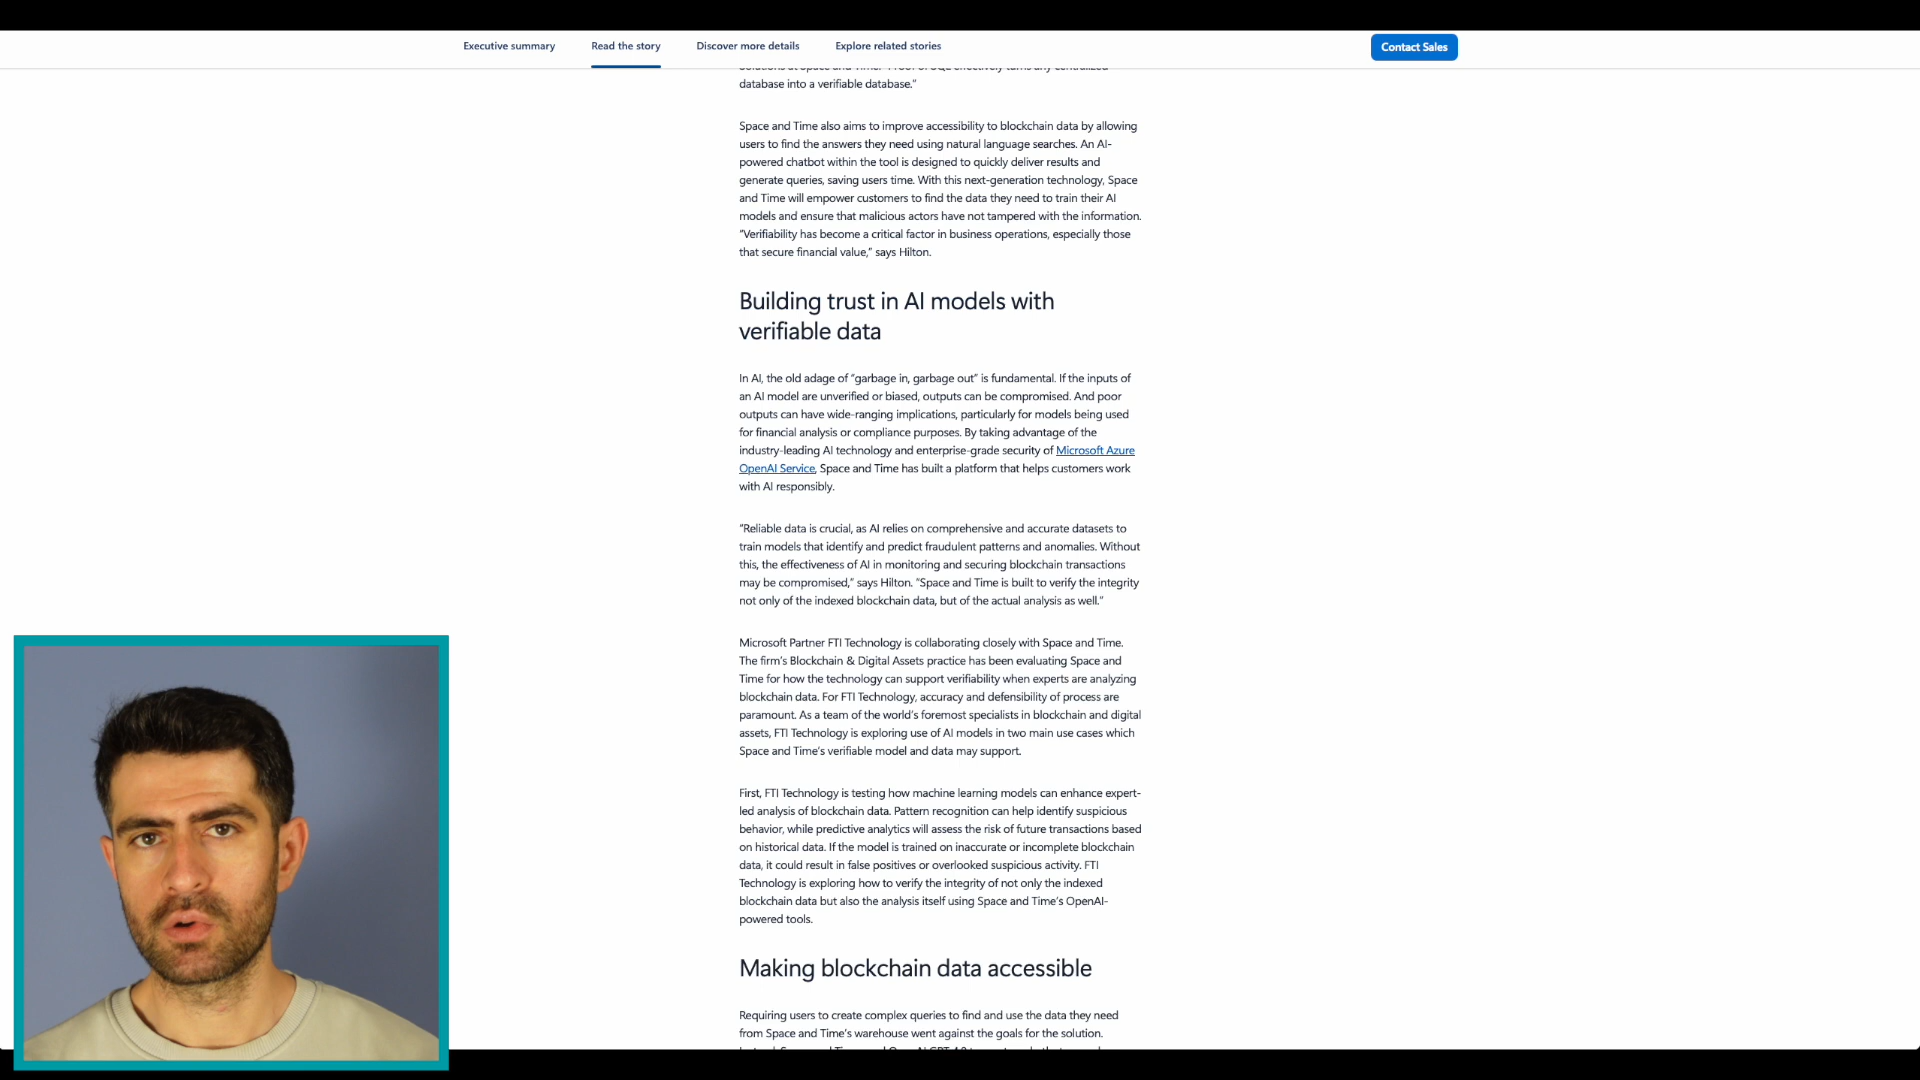 Executive summary
Read the story
Discover more details
Explore related stories
Contact Sales
database into a verifiable database.”
Space and Time also aims to improve accessibility to blockchain data by allowing
users to find the answers they need using natural language searches. An AI-
powered chatbot within the tool is designed to quickly deliver results and
generate queries, saving users time. With this next-generation technology, Space
and Time will empower customers to find the data they need to train their AI
models and ensure that malicious actors have not tampered with the information.
“Verifiability has become a critical factor in business operations, especially those
that secure financial value,” says Hilton.
Building trust in AI models with
verifiable data
In AI, the old adage of “garbage in, garbage out” is fundamental. If the inputs of
an AI model are unverified or biased, outputs can be compromised. And poor
outputs can have wide-ranging implications, particularly for models being used
for financial analysis or compliance purposes. By taking advantage of the
industry-leading AI technology and enterprise-grade security of Microsoft Azure
OpenAI Service, Space and Time has built a platform that helps customers work
with AI responsibly.
“Reliable data is crucial, as AI relies on comprehensive and accurate datasets to
train models that identify and predict fraudulent patterns and anomalies. Without
this, the effectiveness of AI in monitoring and securing blockchain transactions
may be compromised,” says Hilton. “Space and Time is built to verify the integrity
not only of the indexed blockchain data, but of the actual analysis as well.”
Microsoft Partner FTI Technology is collaborating closely with Space and Time.
The firm’s Blockchain & Digital Assets practice has been evaluating Space and
Time for how the technology can support verifiability when experts are analyzing
blockchain data. For FTI Technology, accuracy and defensibility of process are
paramount. As a team of the world’s foremost specialists in blockchain and digital
assets, FTI Technology is exploring use of AI models in two main use cases which
Space and Time’s verifiable model and data may support.
First, FTI Technology is testing how machine learning models can enhance expert-
led analysis of blockchain data. Pattern recognition can help identify suspicious
behavior, while predictive analytics will assess the risk of future transactions based
on historical data. If the model is trained on inaccurate or incomplete blockchain
data, it could result in false positives or overlooked suspicious activity. FTI
Technology is exploring how to verify the integrity of not only the indexed
blockchain data but also the analysis itself using Space and Time’s OpenAI-
powered tools.
Making blockchain data accessible
Requiring users to create complex queries to find and use the data they need
from Space and Time’s warehouse went against the goals for the solution.